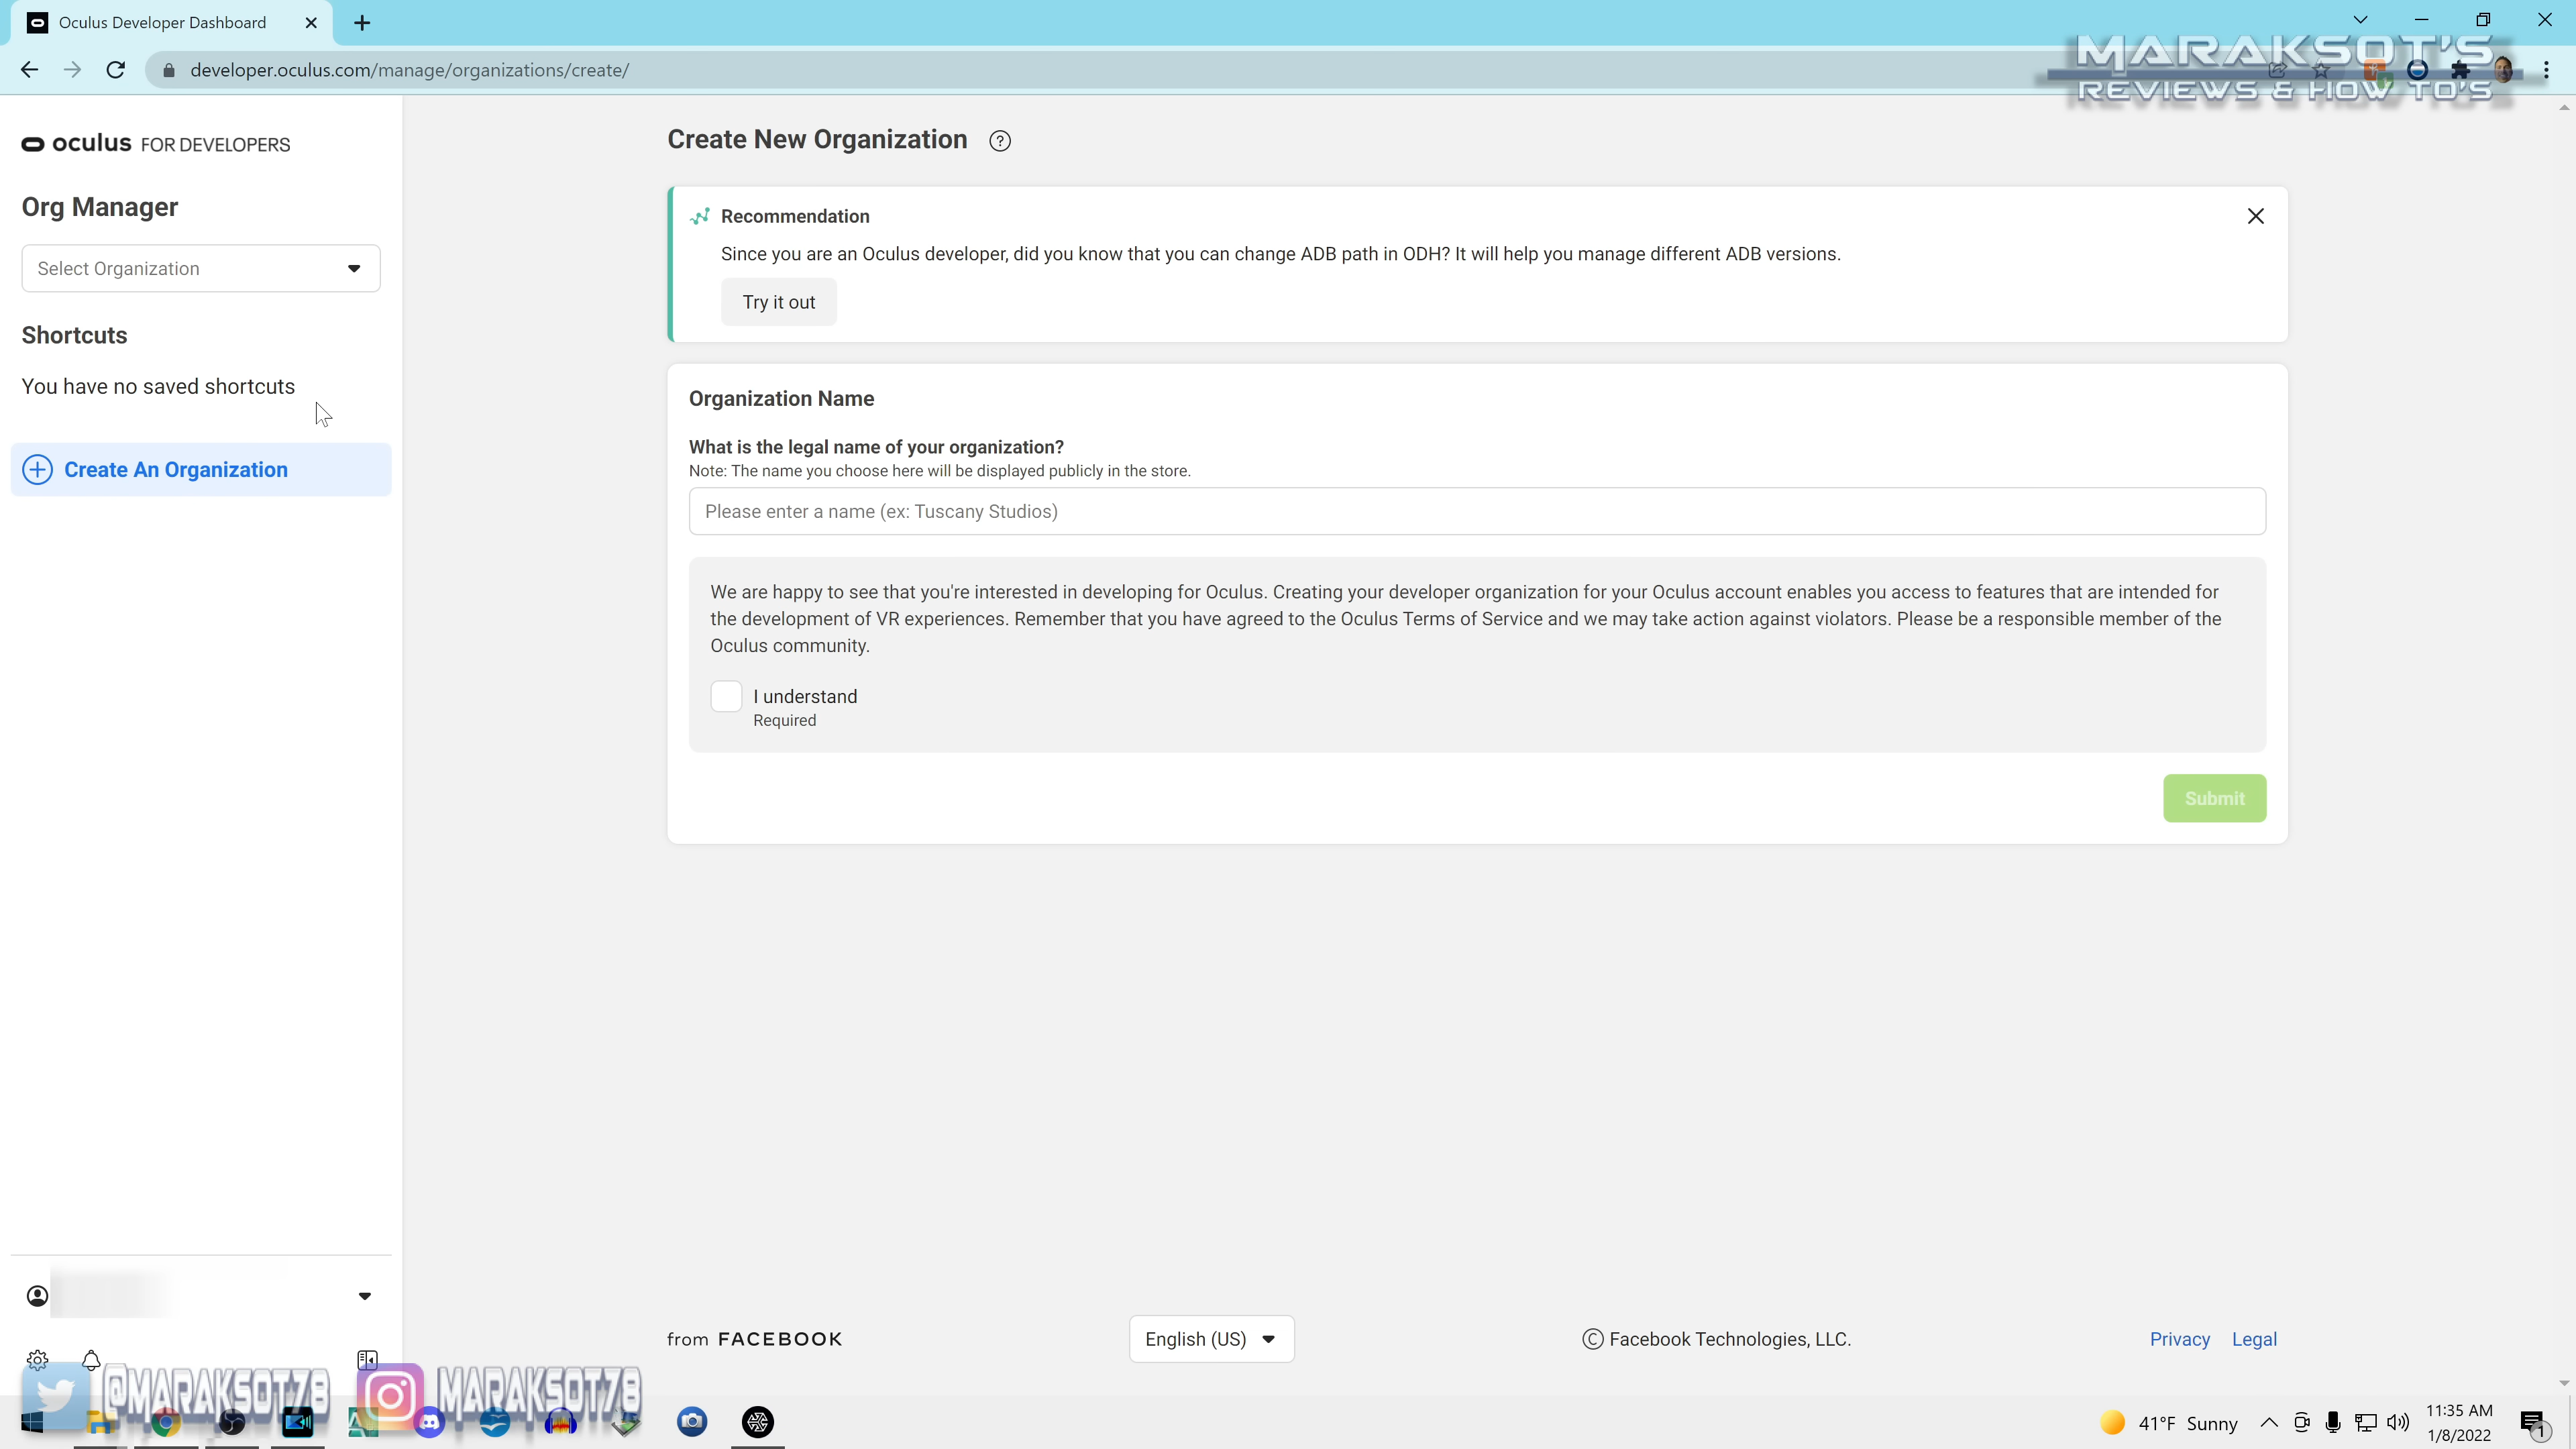 Oculus Developer Dashboard
developer.oculus.com/manage/organizations/create/
MARAKSOT'S
REVIEWS & HOW TO'S
oculus FOR DEVELOPERS
Org Manager
Select Organization
Shortcuts
You have no saved shortcuts
Create An Organization
Create New Organization ?
Recommendation
Since you are an Oculus developer, did you know that you can change ADB path in ODH? It will help you manage different ADB versions.
Try it out
Organization Name
What is the legal name of your organization?
Note: The name you choose here will be displayed publicly in the store.
Please enter a name (ex: Tuscany Studios)
We are happy to see that you're interested in developing for Oculus. Creating your developer organization for your Oculus account enables you access to features that are intended for
the development of VR experiences. Remember that you have agreed to the Oculus Terms of Service and we may take action against violators. Please be a responsible member of the
Oculus community.
I understand
Required
Submit
from FACEBOOK
English (US)
© Facebook Technologies, LLC.
Privacy Legal
@MARAKSOT78
MARAKSOT78
41°F Sunny
11:35 AM
1/8/2022
1